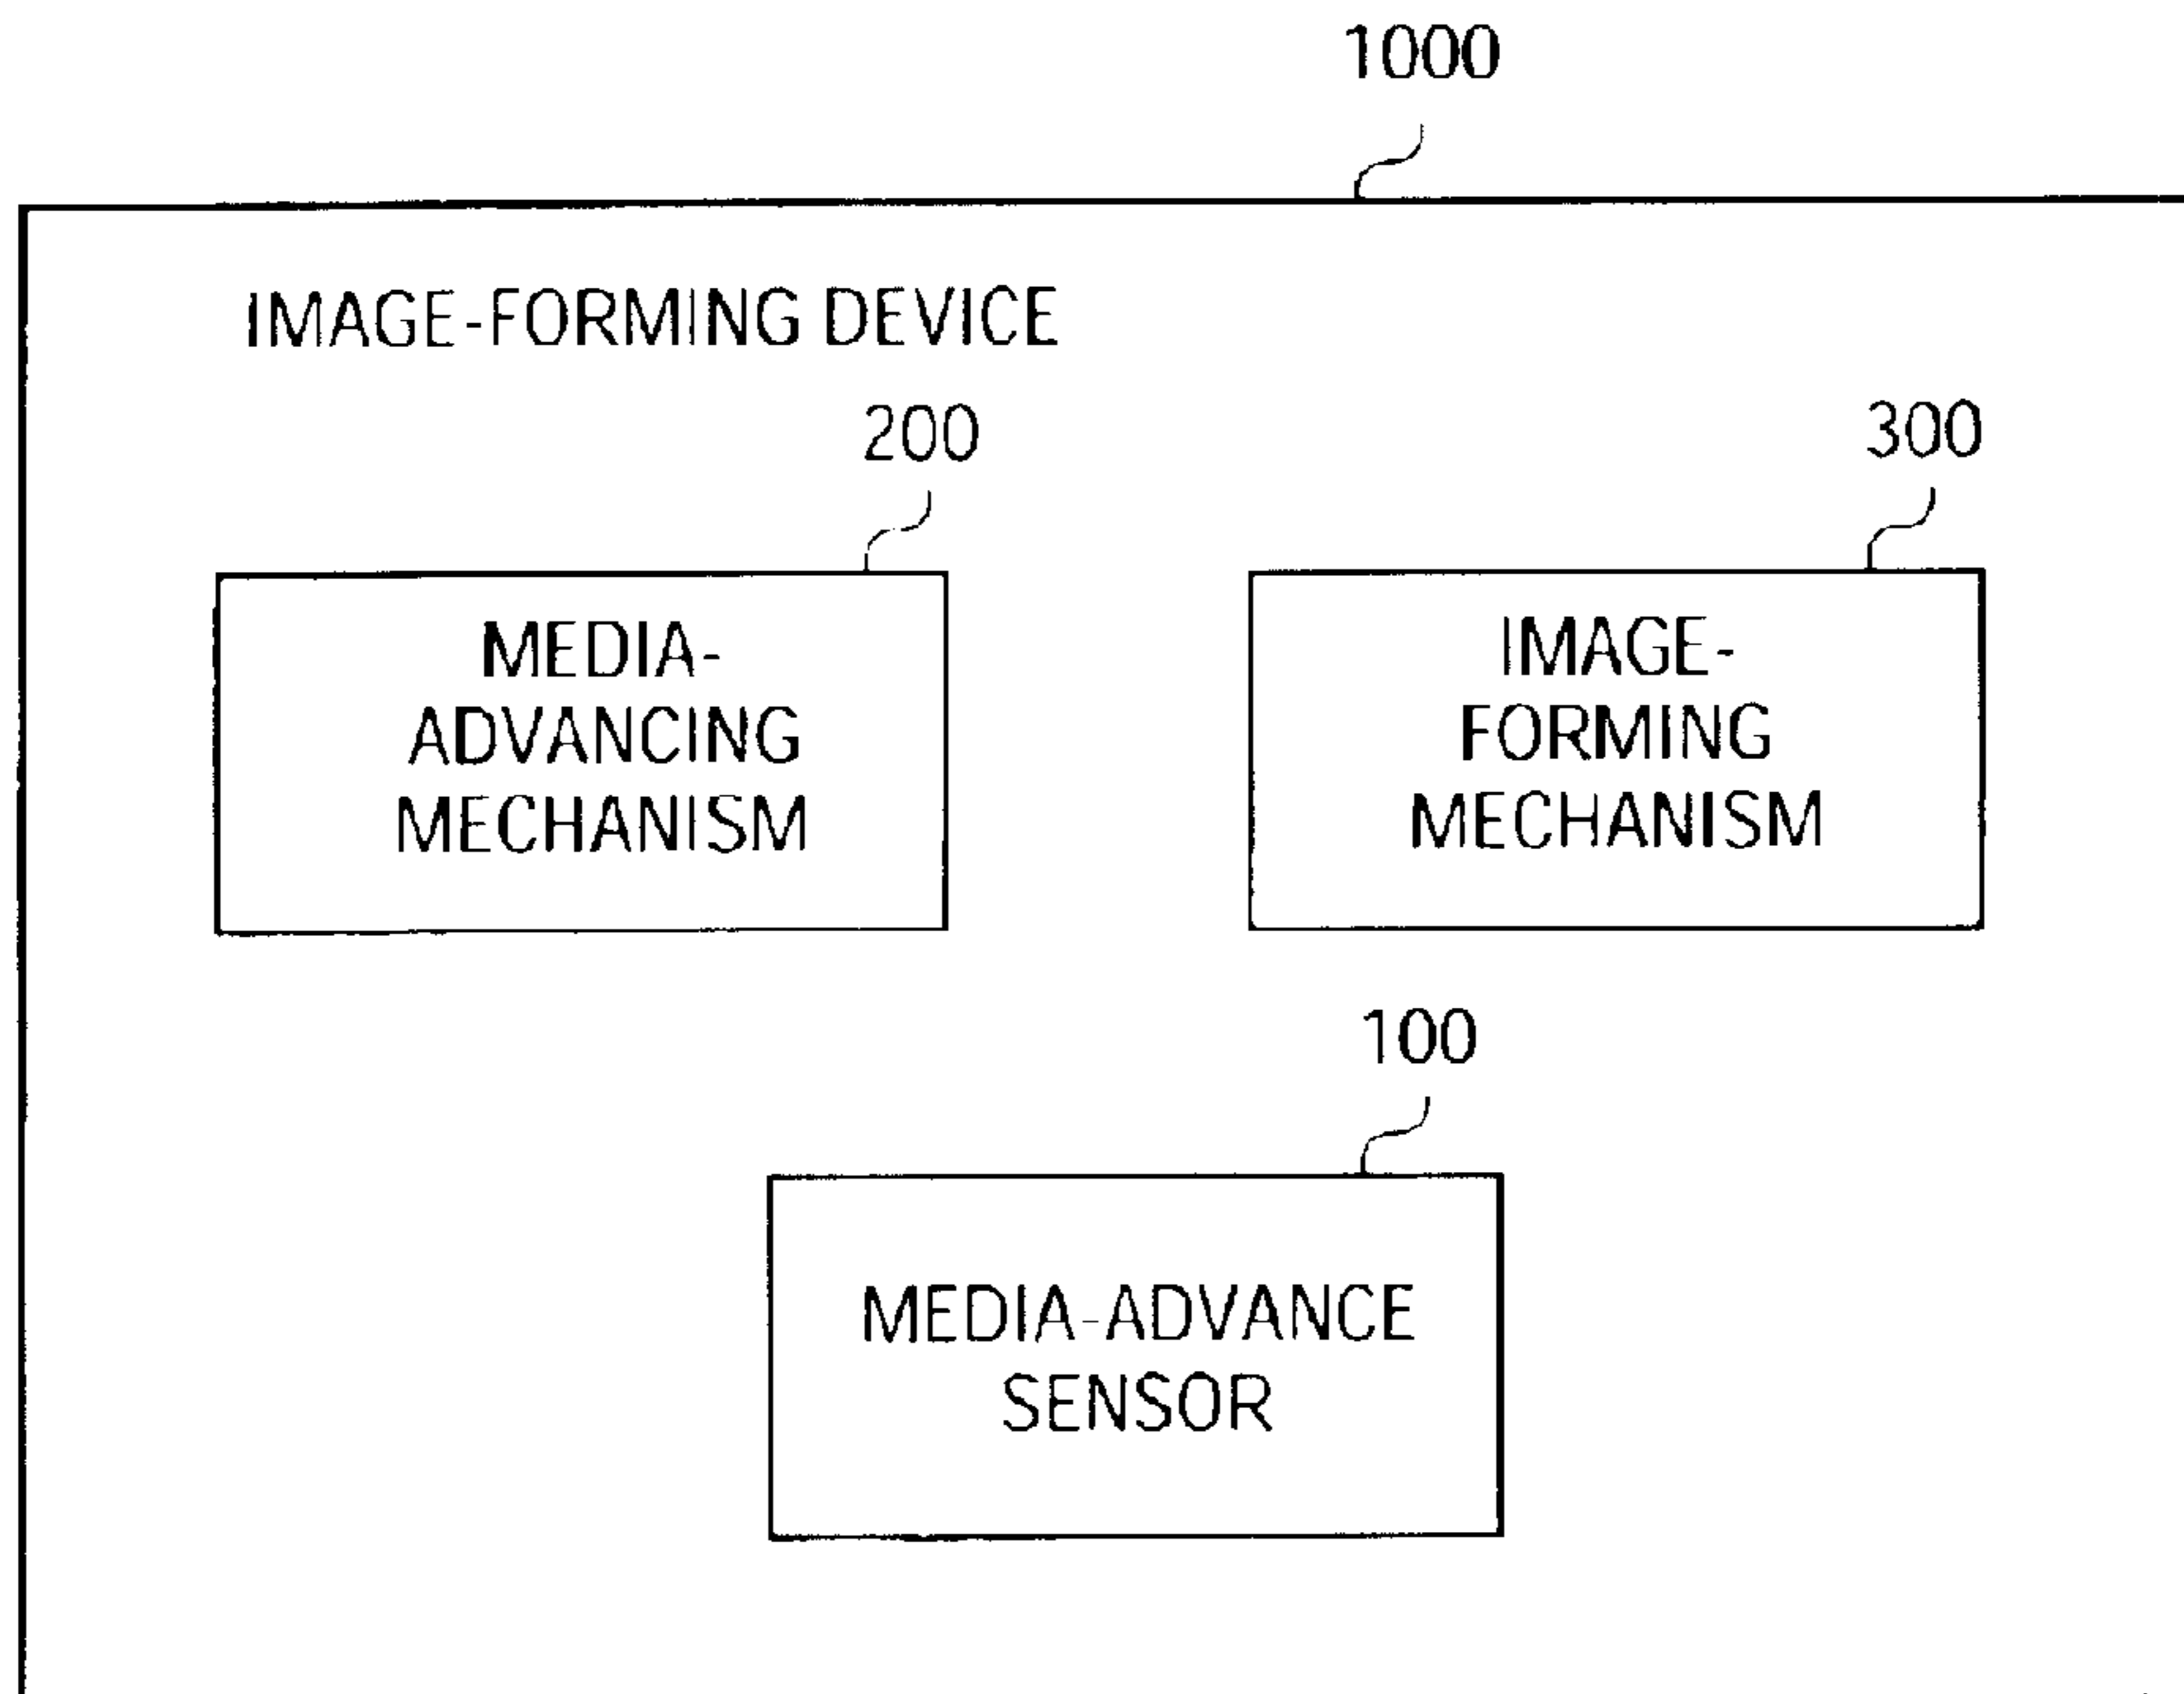 1000
IMAGE-FORMING DEVICE
200
300
MEDIA-
ADVANCING
MECHANISM
IMAGE-
FORMING
MECHANISM
100
MEDIA-ADVANCE
SENSOR